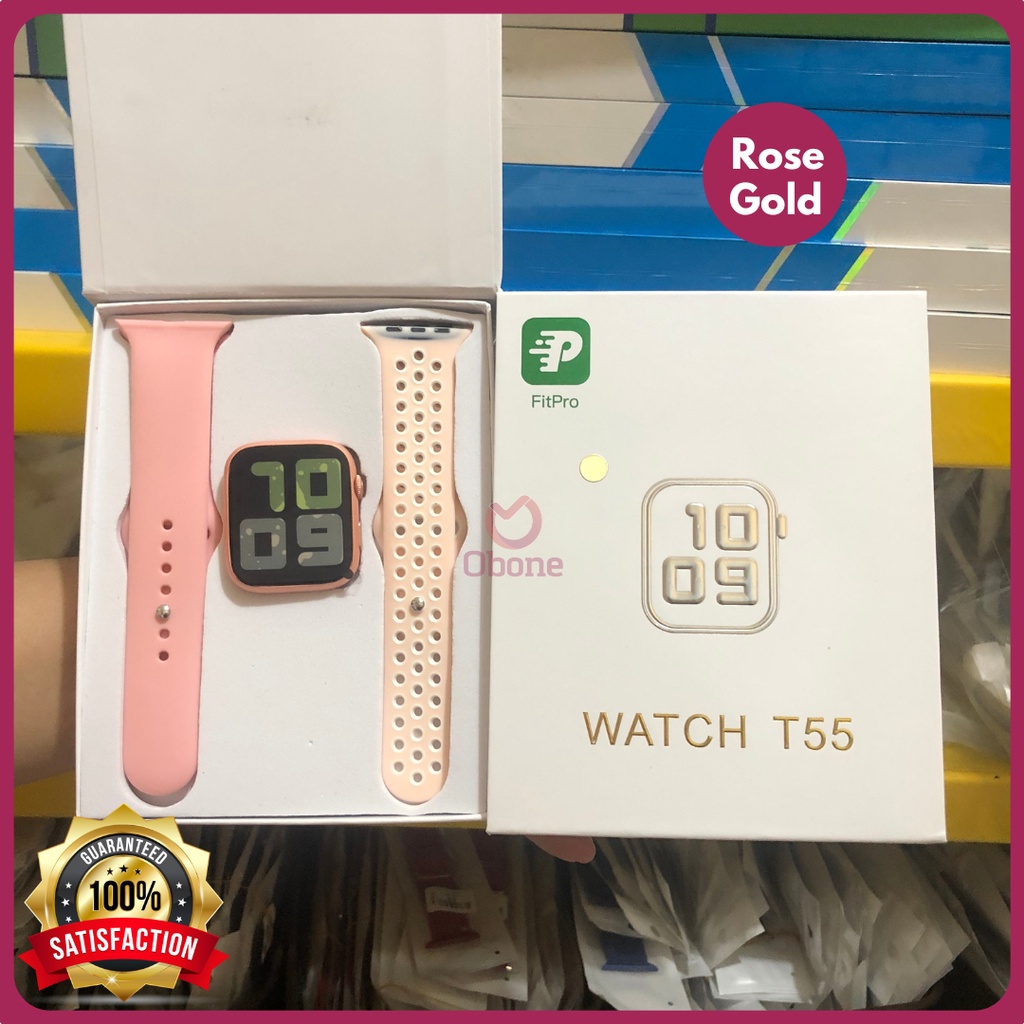 Rose
Gold
FitPro
10
09
10
09
Obone
WATCH T55
GUARANTEED
100%
SATISFACTION